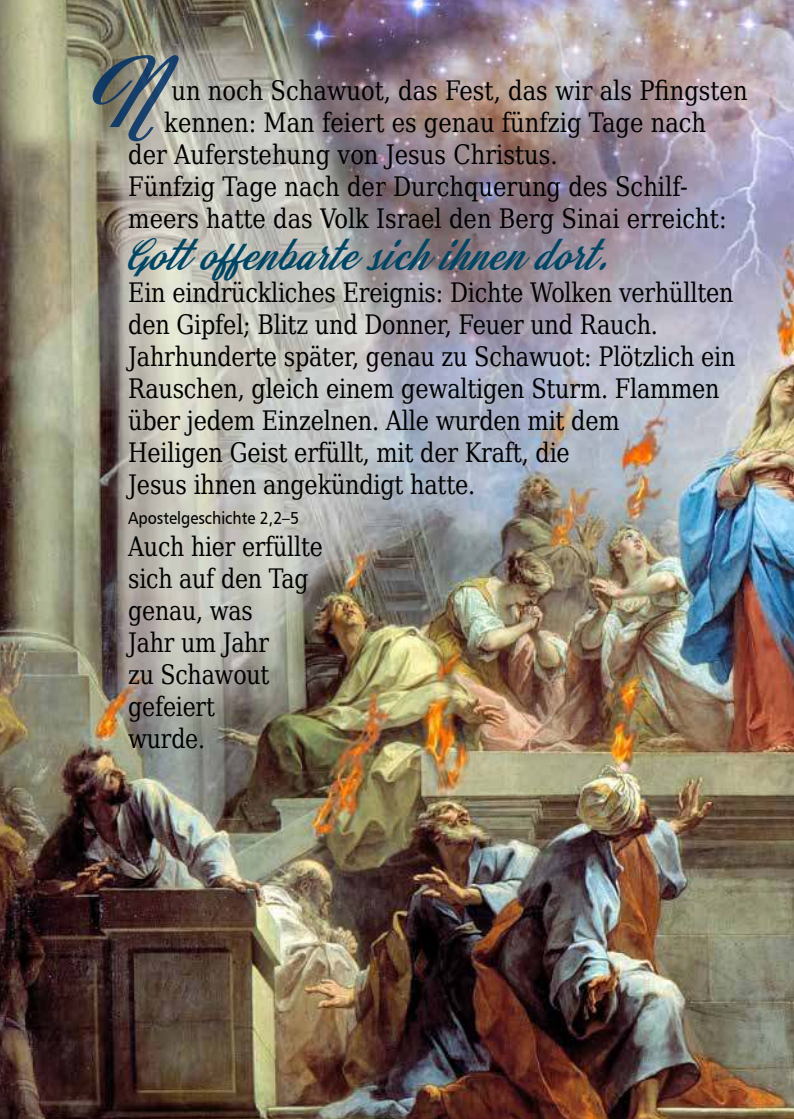 Nun noch Schawuot, das Fest, das wir als Pfingsten
kennen: Man feiert es genau fünfzig Tage nach
der Auferstehung von Jesus Christus.
Fünfzig Tage nach der Durchquerung des Schilf-
meers hatte das Volk Israel den Berg Sinai erreicht:
Gott offenbarte sich ihnen dort.
Ein eindrückliches Ereignis: Dichte Wolken verhüllten
den Gipfel; Blitz und Donner, Feuer und Rauch.
Jahrhunderte später, genau zu Schawuot: Plötzlich ein
Rauschen, gleich einem gewaltigen Sturm. Flammen
über jedem Einzelnen. Alle wurden mit dem
Heiligen Geist erfüllt, mit der Kraft, die
Jesus ihnen angekündigt hatte.
Apostelgeschichte 2,2–5
Auch hier erfüllte
sich auf den Tag
genau, was
Jahr um Jahr
zu Schawout
gefeiert
wurde.